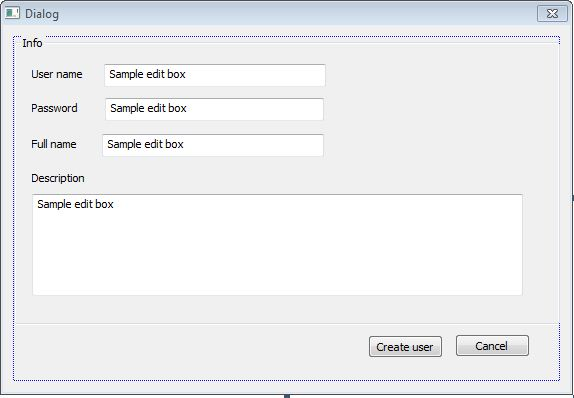 Dialog
Info
User name Sample edit box
Password Sample edit box
Full name Sample edit box
Description
Sample edit box
Create user Cancel